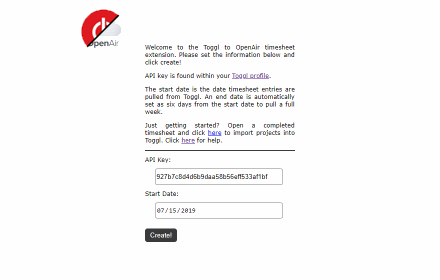 OpenAir
Welcome to the Toggl to OpenAir timesheet
extension. Please set the information below and
click create!
API key is found within your Toggl profile.
The start date is the date timesheet entries are
pulled from Toggl. An end date is automatically
set as six days from the start date to pull a full
week.
Just getting started? Open a completed
timesheet and click here to import projects into
Toggl. Click here for help.
API Key:
927b7c8d4d6b9daa58b56eff533af1bf
Start Date:
07/15/2019
Create!